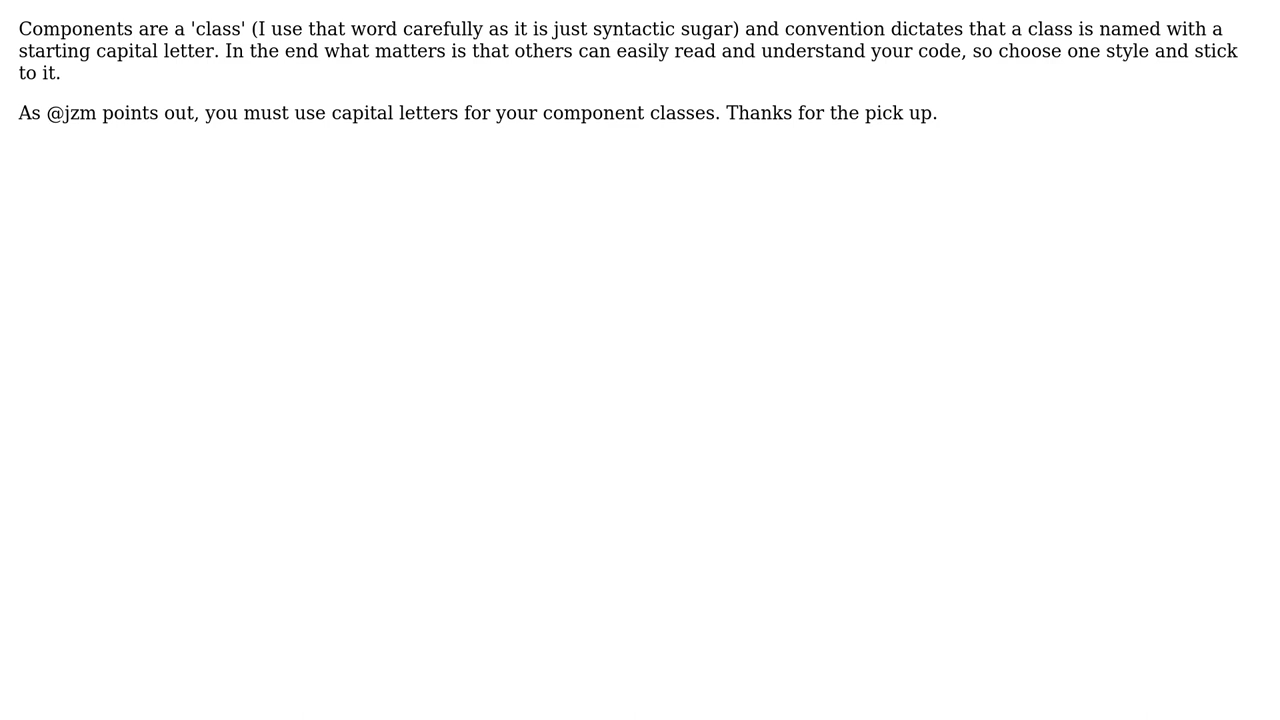 Components are a 'class' (I use that word carefully as it is just syntactic sugar) and convention dictates that a class is named with a
starting capital letter. In the end what matters is that others can easily read and understand your code, so choose one style and stick
to it.
As @jzm points out, you must use capital letters for your component classes. Thanks for the pick up.